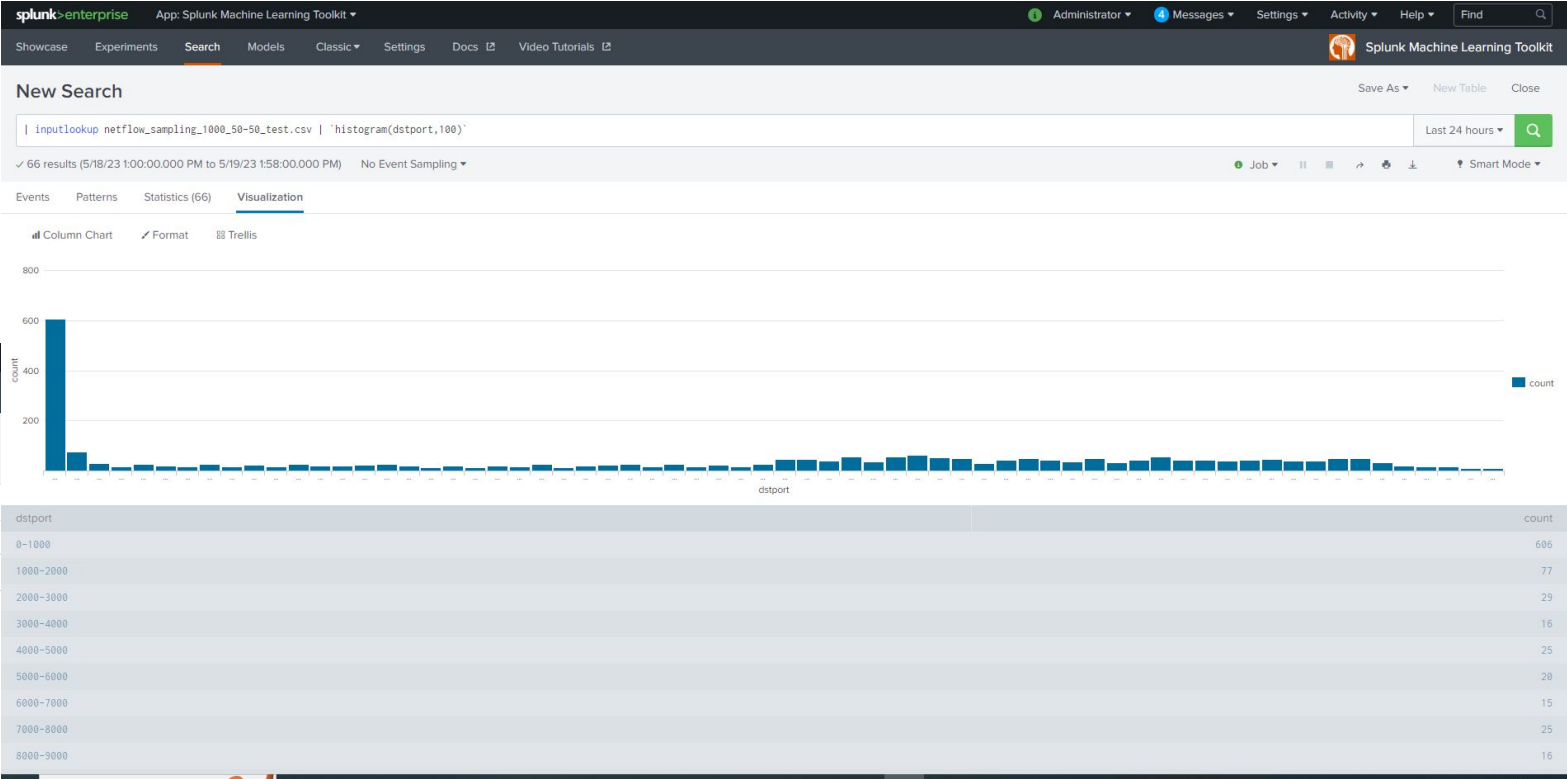 splunk>enterprise App: Splunk Machine Learning Toolkit Administrator 4 Messages Settings Activity Help Find
Showcase Experiments Search Models Classic Settings Docs Video Tutorials Splunk Machine Learning Toolkit
New Search Save As New Table Close
| inputlookup netflow_sampling_1000_50-50_test.csv | `histogram(dstport,100)` Last 24 hours
66 results (5/18/23 1:00:00.000 PM to 5/19/23 1:58:00.000 PM) No Event Sampling Job Smart Mode
Events Patterns Statistics (66) Visualization
Column Chart Format Trellis
800
600
400
200
count
count
dstport
dstport count
0-1000 606
1000-2000 77
2000-3000 29
3000-4000 16
4000-5000 25
5000-6000 20
6000-7000 15
7000-8000 25
8000-9000 16